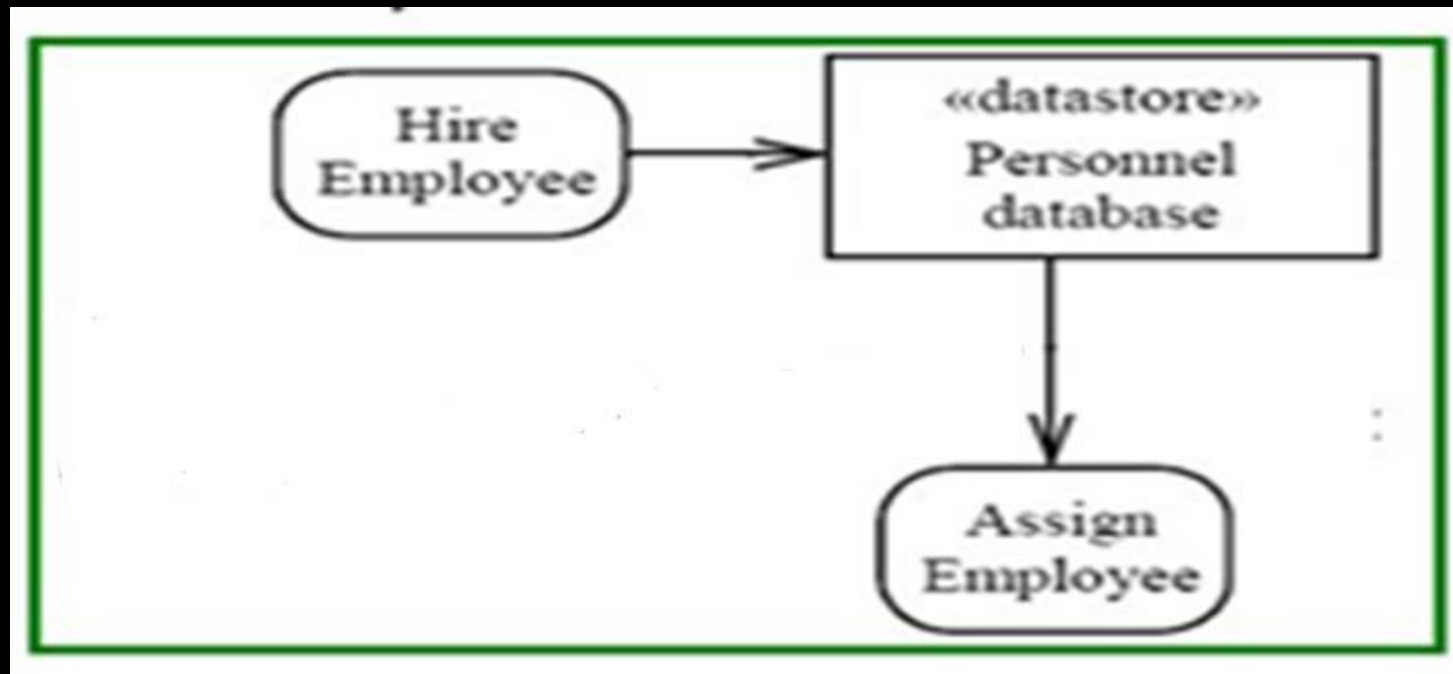 Hire
Employee
«datastore»
Personnel
database
Assign
Employee